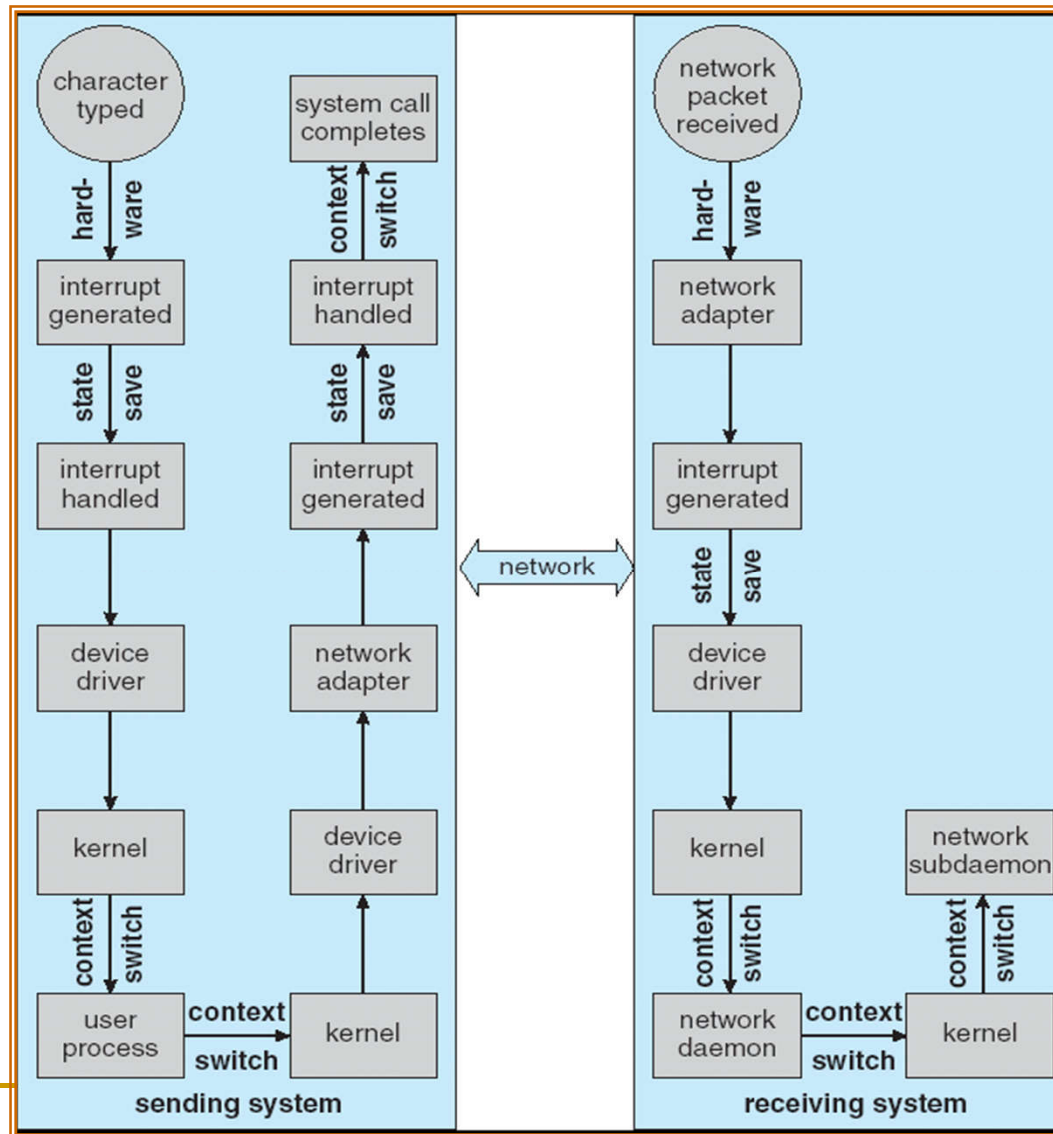 character
typed
hard-
ware
interrupt
generated
state
save
interrupt
handled
device
driver
kernel
context
switch
user
process
context
switch
kernel
device
driver
network
adapter
interrupt
generated
state
save
interrupt
handled
context
switch
system call
completes
sending system
network
network
packet
received
hard-
ware
network
adapter
interrupt
generated
state
save
device
driver
kernel
context
switch
network
daemon
context
switch
kernel
context
switch
network
subdaemon
receiving system